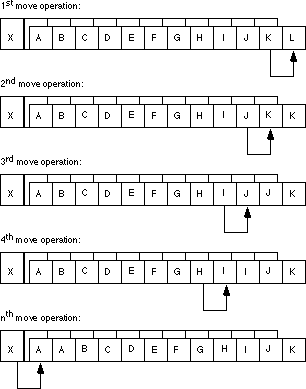 1st move operation:
X A B C D E F G H I J K L
2nd move operation:
X A B C D E F G H I J K K
3rd move operation:
X A B C D E F G H I J J K
4th move operation:
X A B C D E F G H I I J K
nth move operation:
X A A B C D E F G H I J K